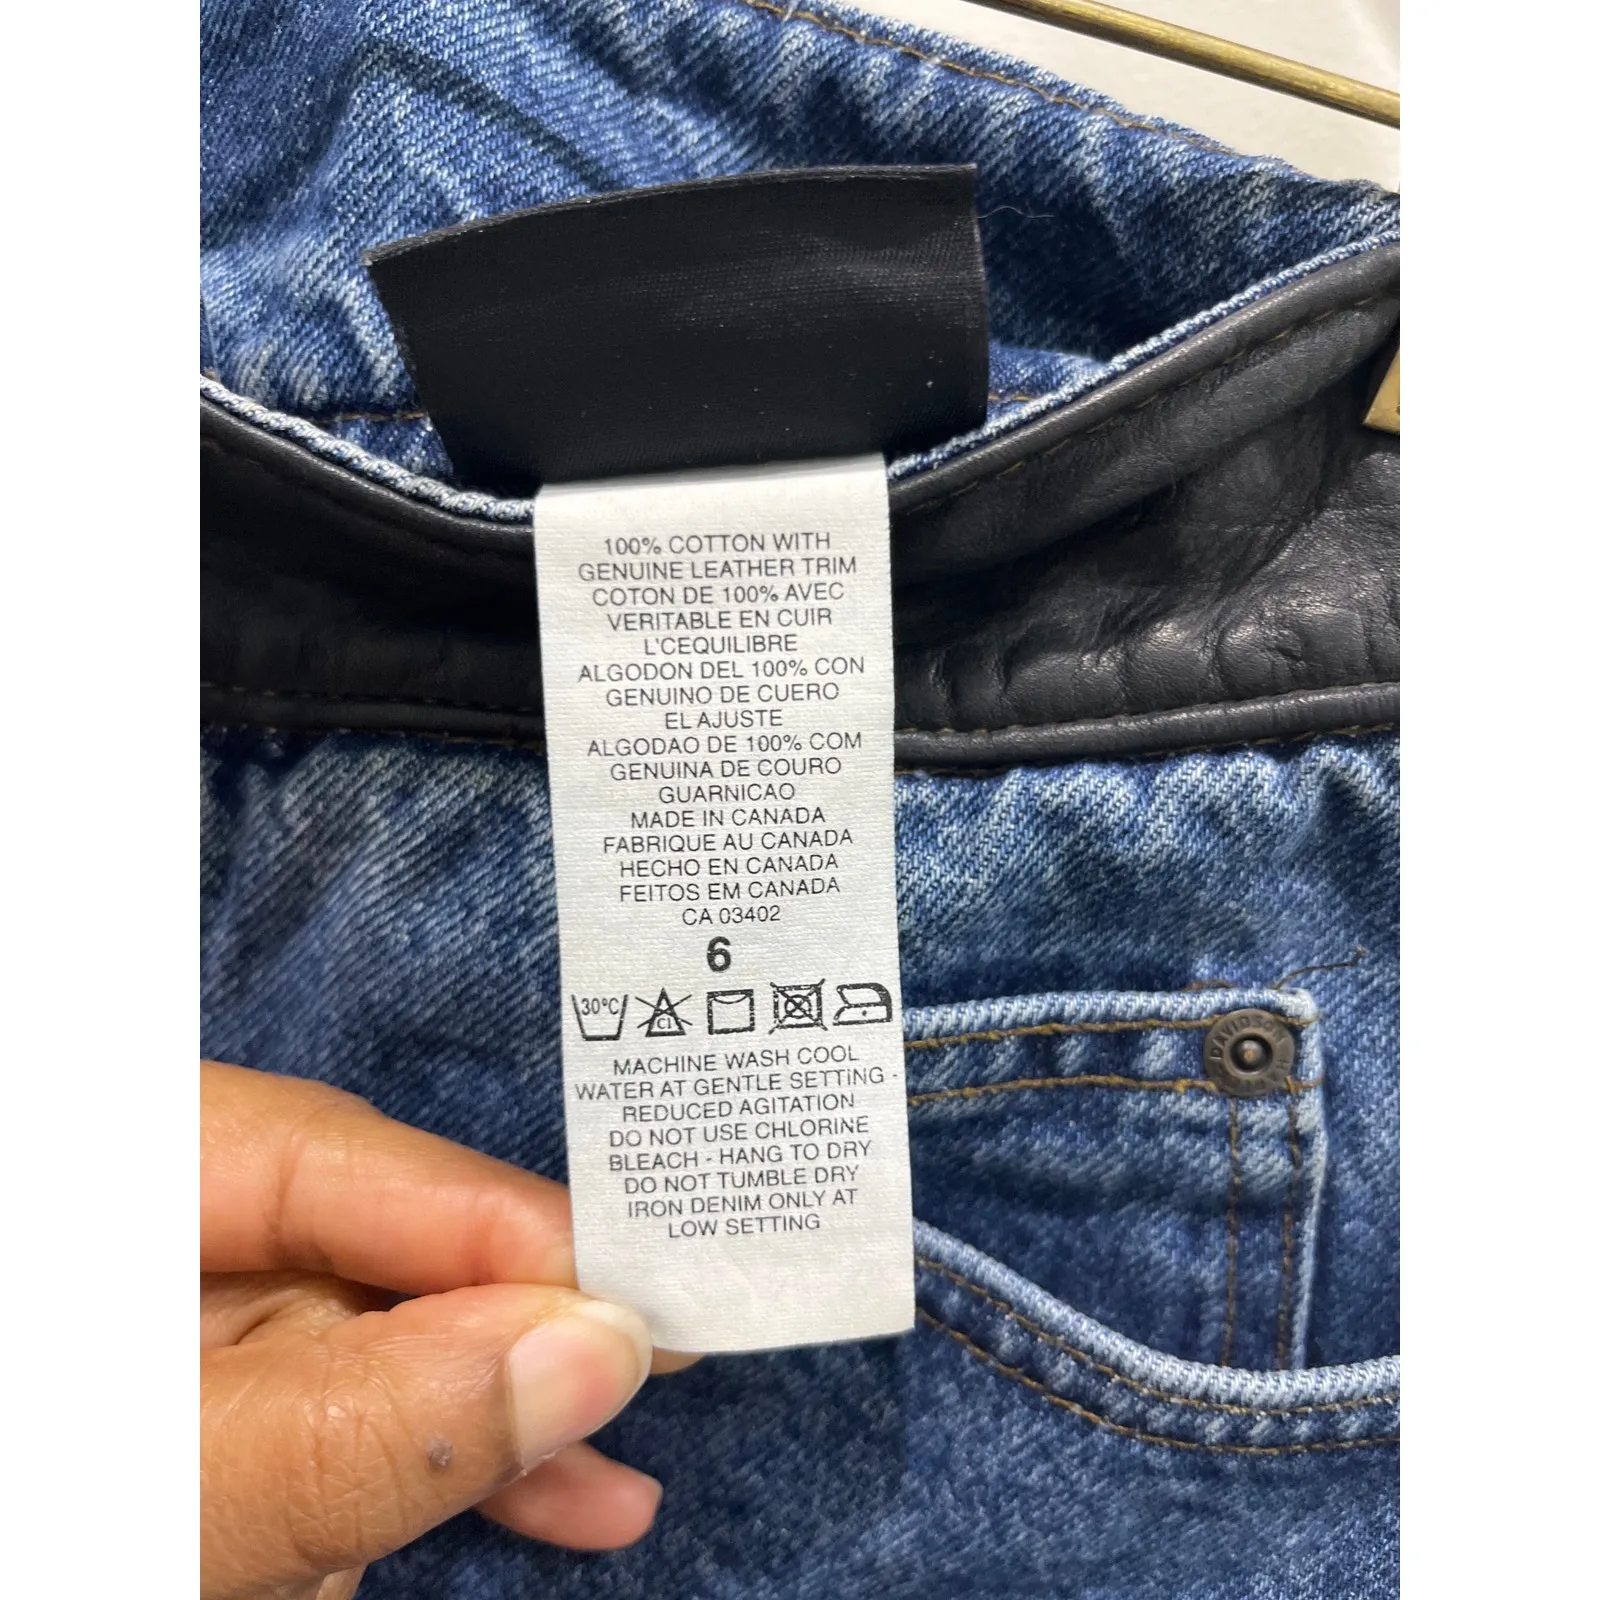 100% COTTON WITH
GENUINE LEATHER TRIM
COTON DE 100% AVEC
VERITABLE EN CUIR
L'CEQUILIBRE
ALGODON DEL 100% CON
GENUINO DE CUERO
EL AJUSTE
ALGODAO DE 100% COM
GENUINA DE COURO
GUARNICAO
MADE IN CANADA
FABRIQUE AU CANADA
HECHO EN CANADA
FEITOS EM CANADA
CA 03402
6
30°C Cl
MACHINE WASH COOL
WATER AT GENTLE SETTING -
REDUCED AGITATION
DO NOT USE CHLORINE
BLEACH - HANG TO DRY
DO NOT TUMBLE DRY
IRON DENIM ONLY AT
LOW SETTING
DAVIDSON